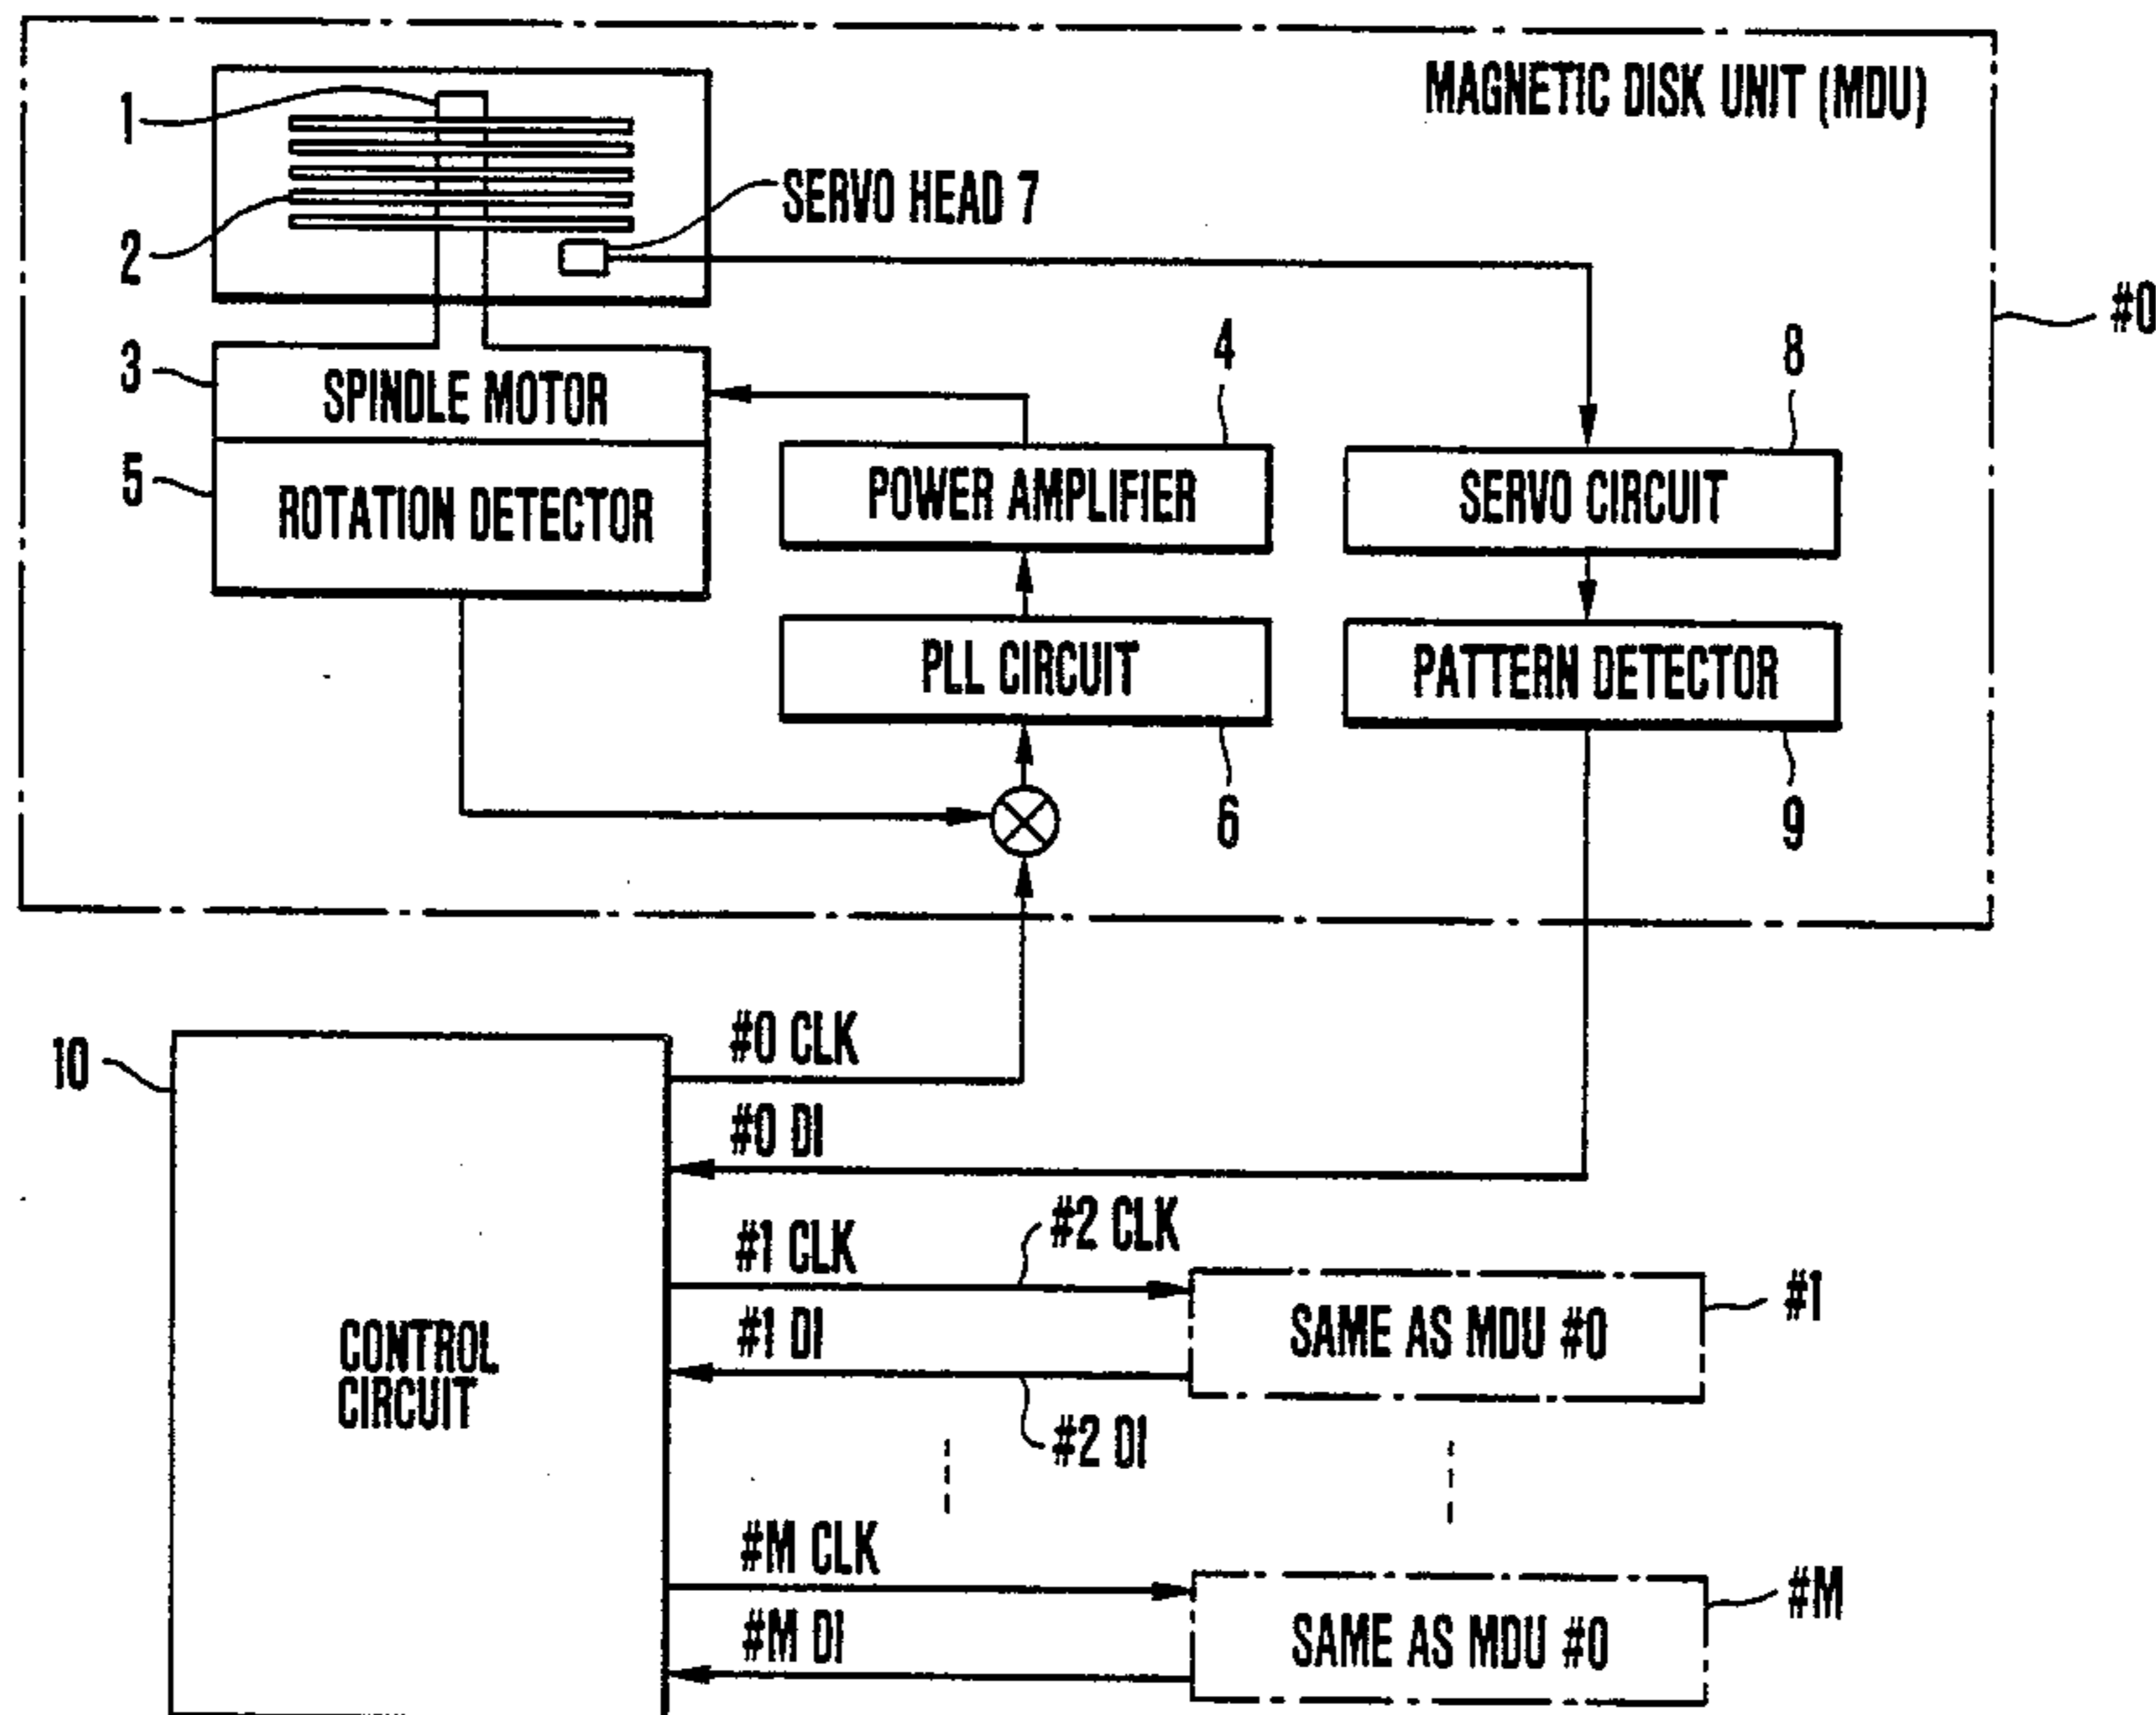 MAGNETIC DISK UNIT (MDU)
1
SERVO HEAD 7
2
#0
3
SPINDLE MOTOR
4
8
5
ROTATION DETECTOR
POWER AMPLIFIER
SERVO CIRCUIT
PLL CIRCUIT
PATTERN DETECTOR
6
9
10
#0 CLK
#0 DI
#1 CLK
#2 CLK
#1
SAME AS MDU #0
#1 DI
CONTROL
CIRCUIT
#2 DI
#M CLK
#M
#M DI
SAME AS MDU #0